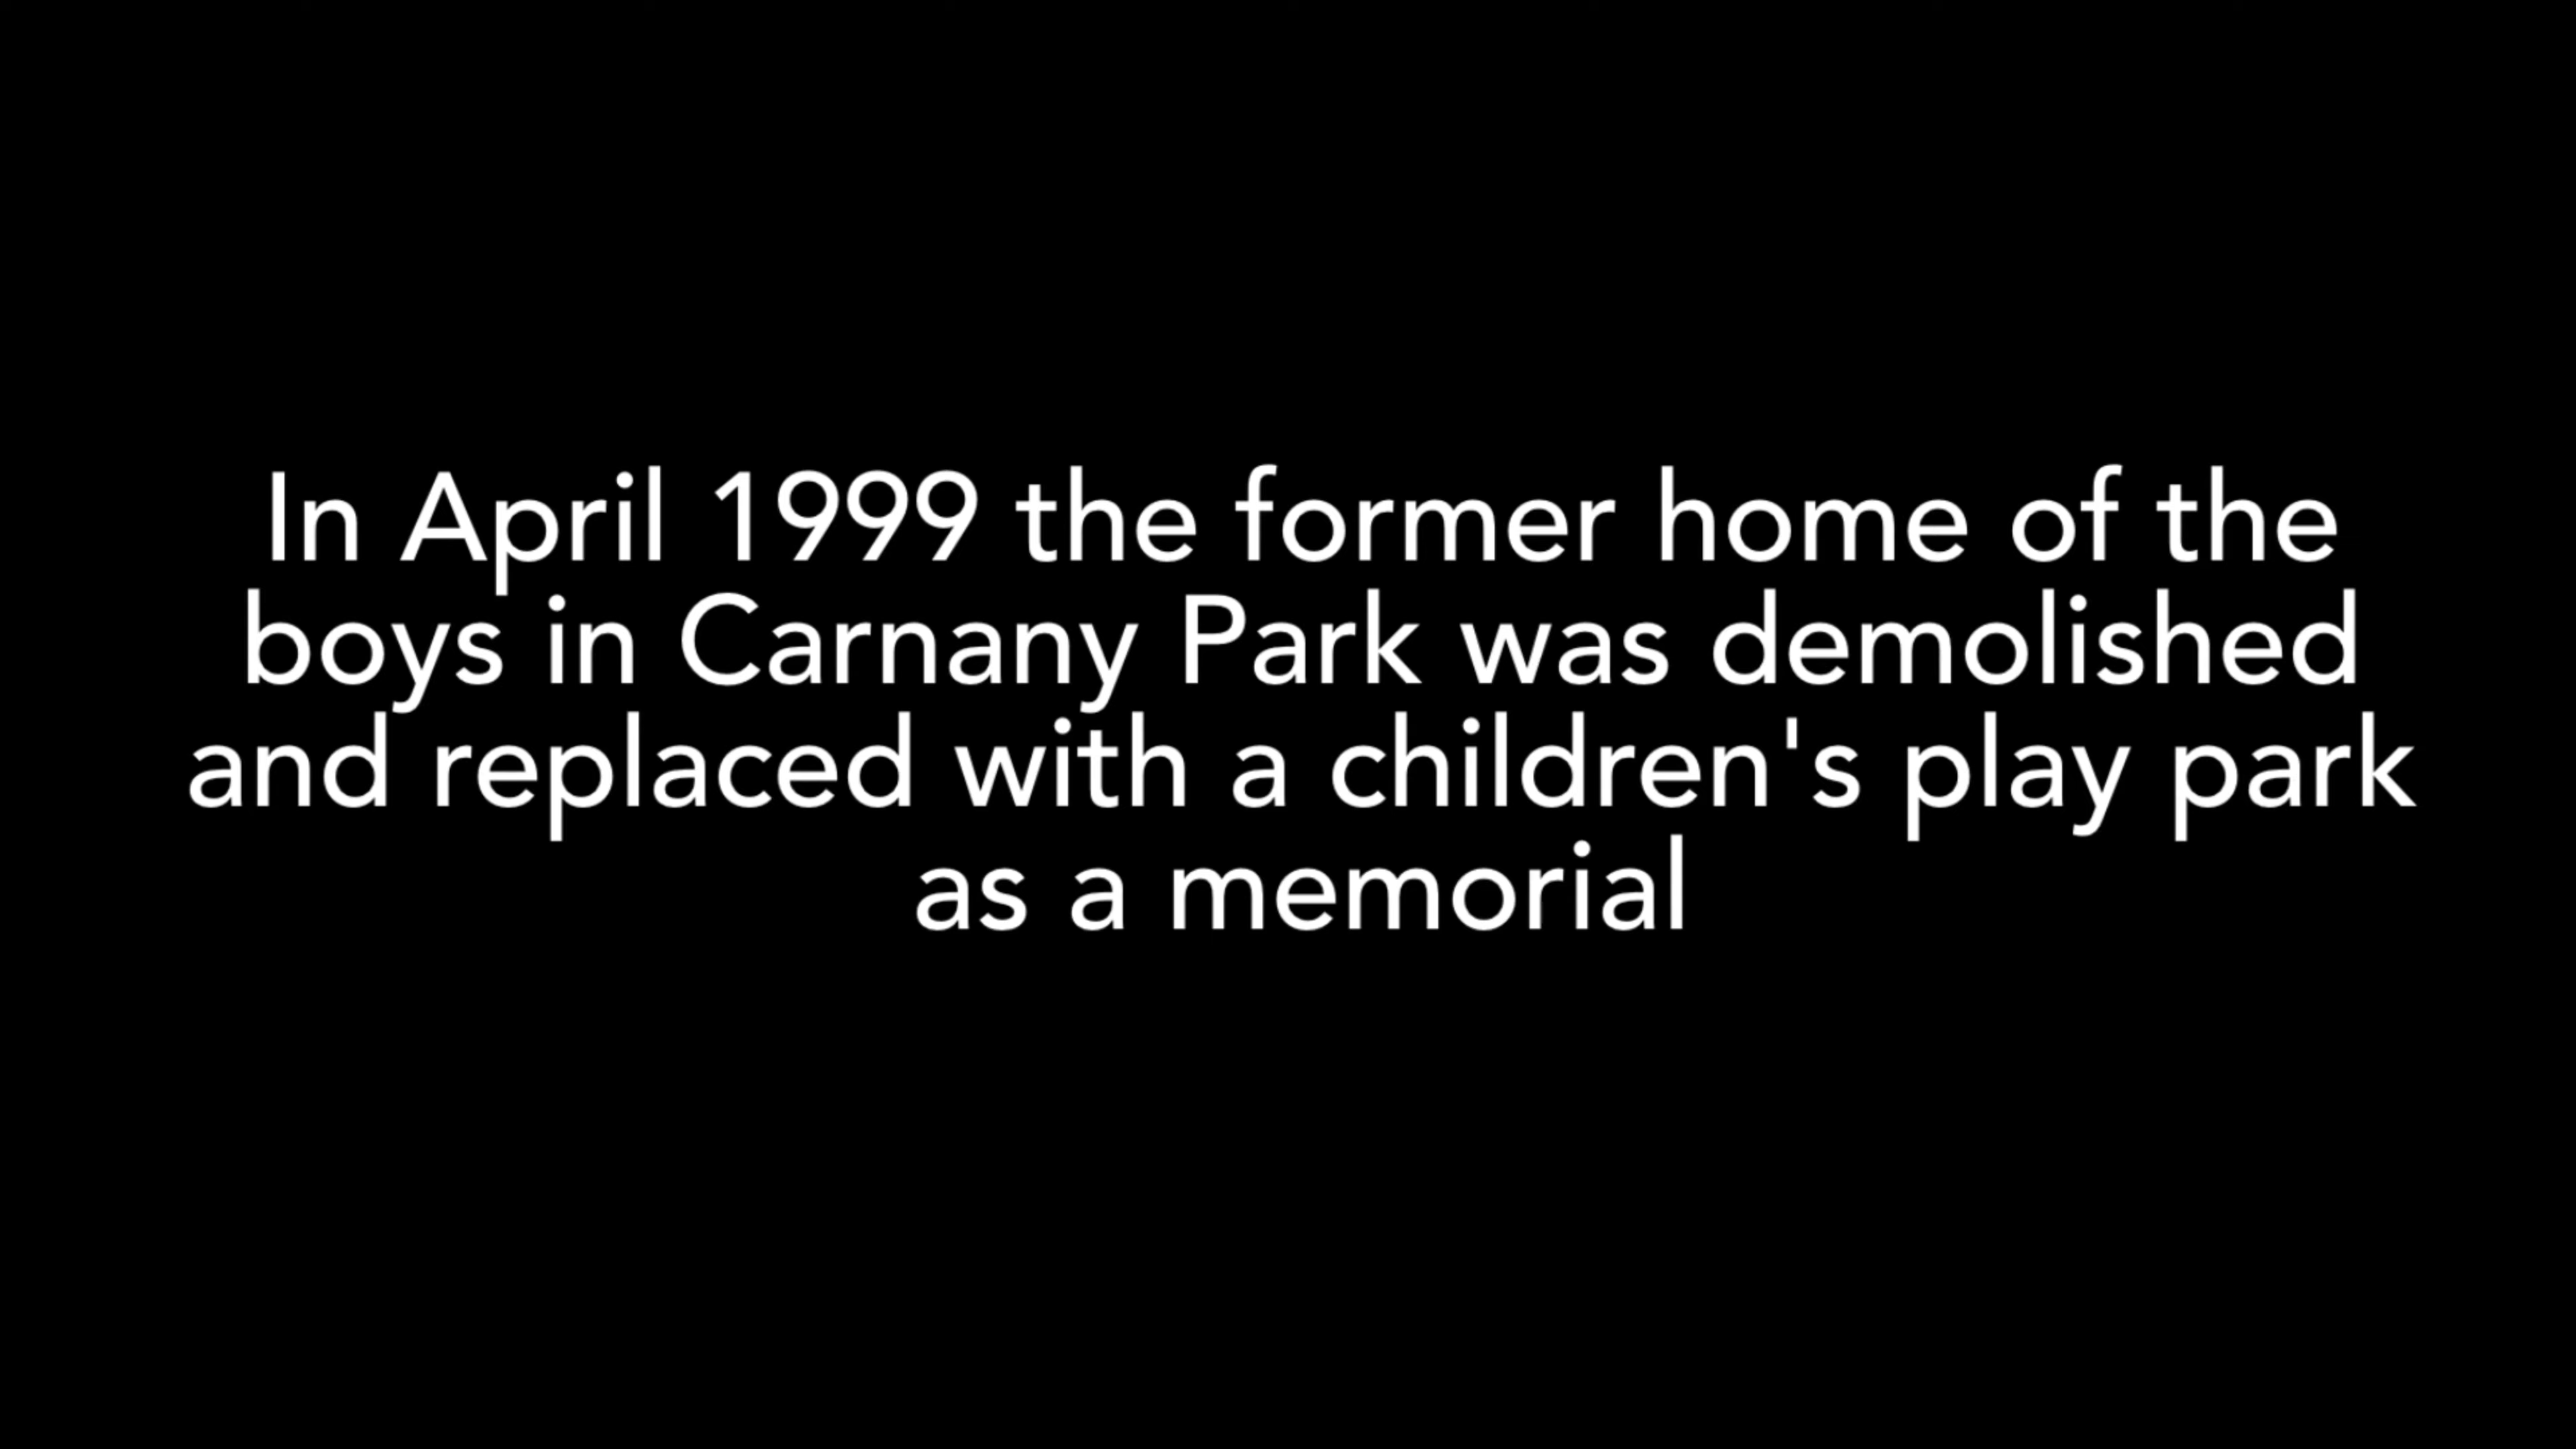 In April 1999 the former home of the
boys in Carnany Park was demolished
and replaced with a children's play park
as a memorial